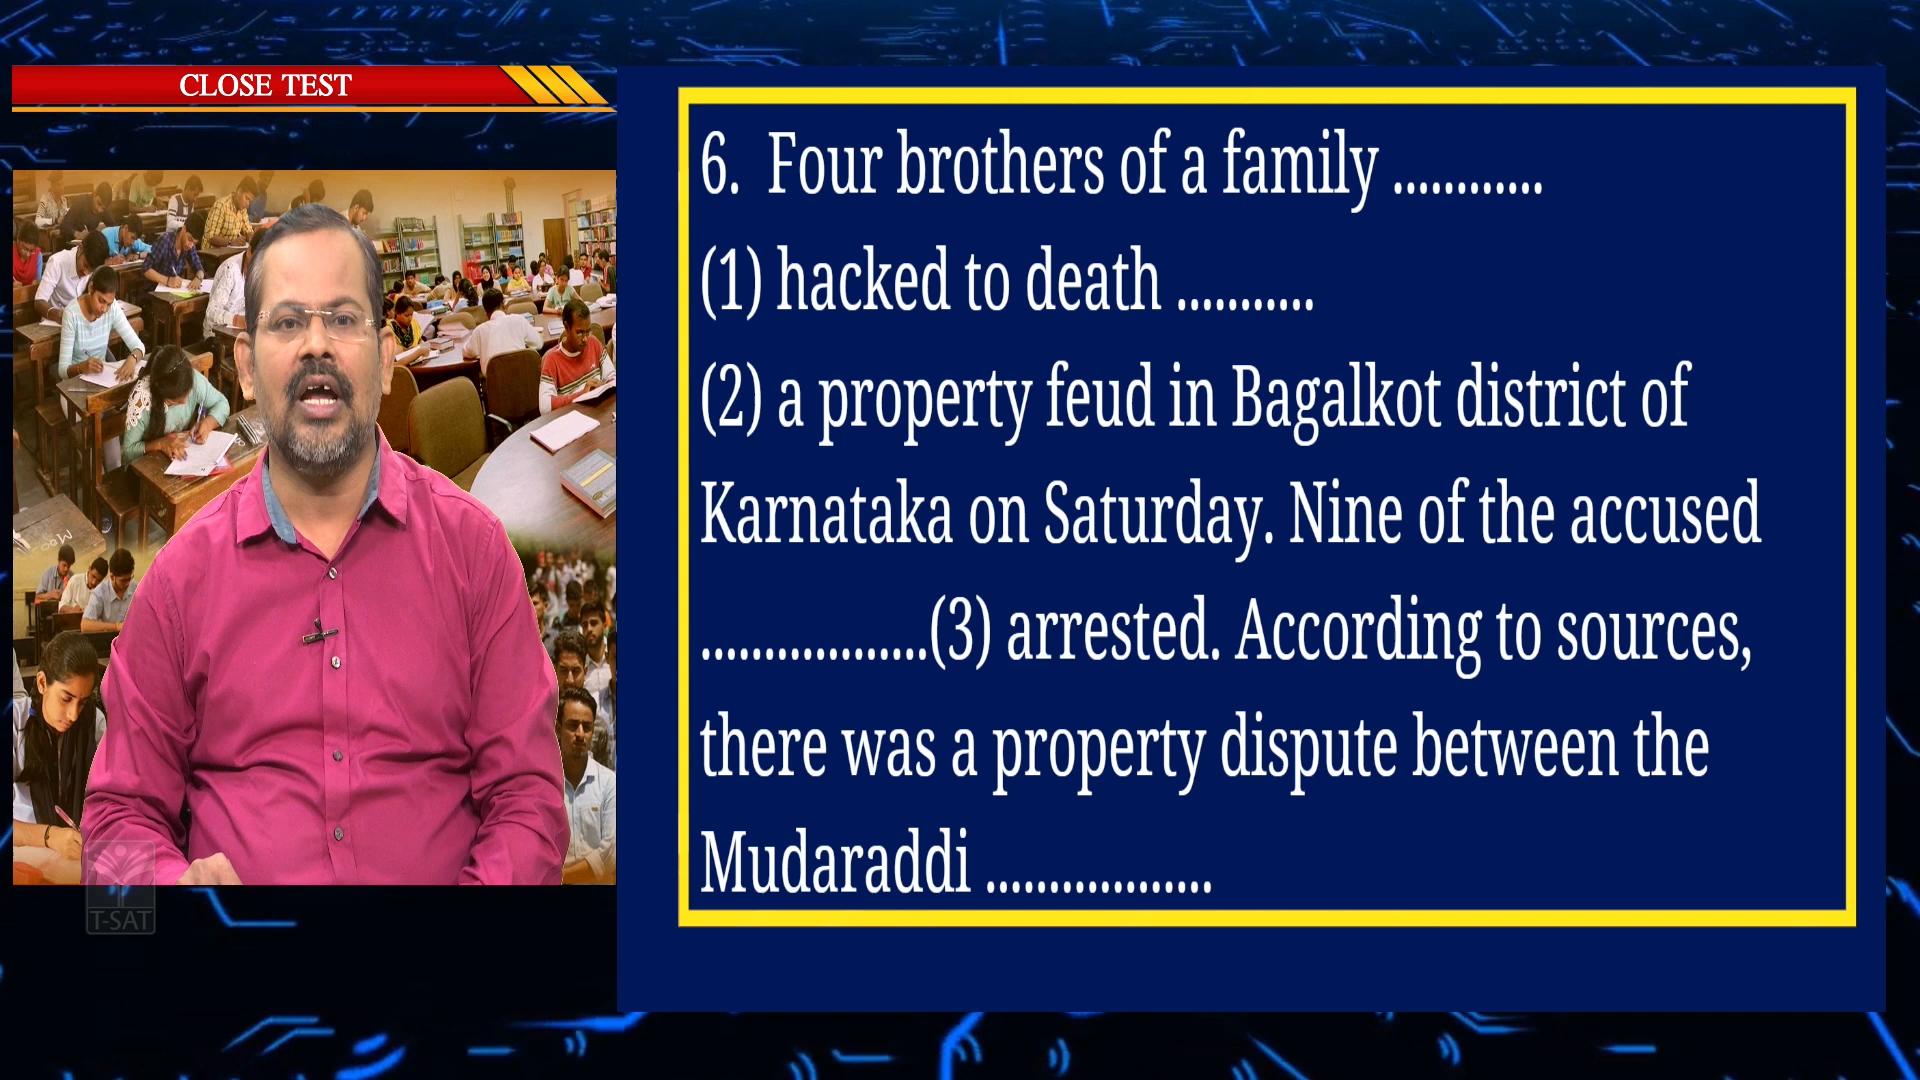 CLOSE TEST
6. Four brothers of a family ............
(1) hacked to death ...........
(2) a property feud in Bagalkot district of
Karnataka on Saturday. Nine of the accused
..................(3) arrested. According to sources,
there was a property dispute between the
Mudaraddi ..................
T-SAT